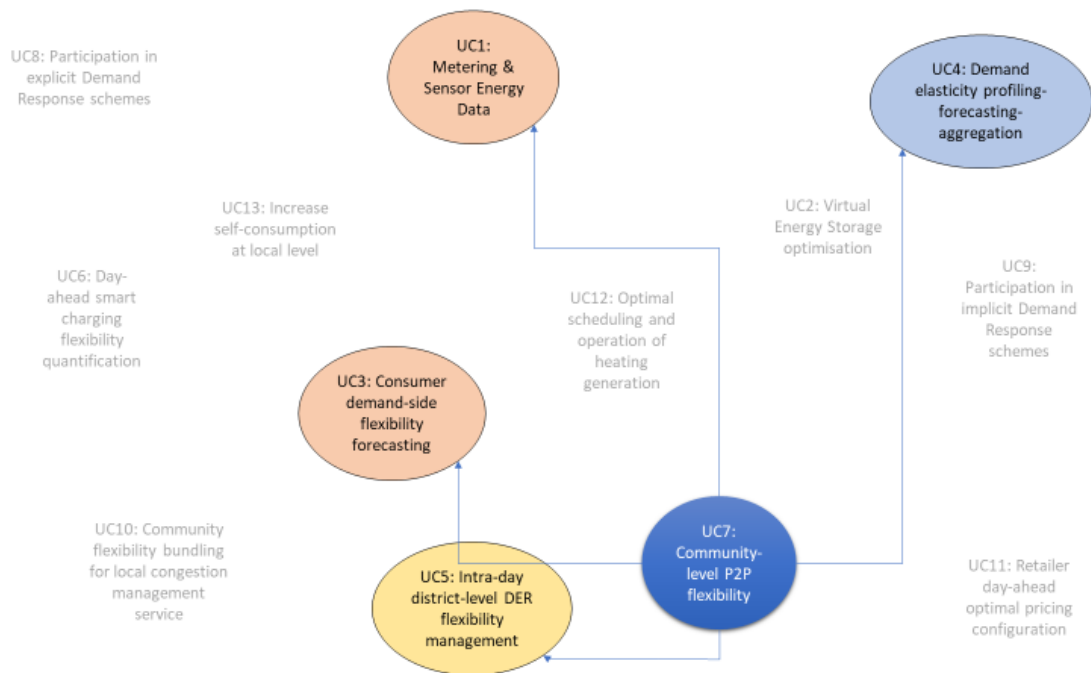 UC8: Participation in
explicit Demand
Response schemes
UC1:
Metering &
Sensor Energy
Data
UC4: Demand
elasticity profiling-
forecasting-
aggregation
UC13: Increase
self-consumption
at local level
UC2: Virtual
Energy Storage
optimisation
UC6: Day-
ahead smart
charging
flexibility
quantification
UC12: Optimal
scheduling and
operation of
heating
generation
UC9:
Participation in
implicit Demand
Response
schemes
UC3: Consumer
demand-side
flexibility
forecasting
UC10: Community
flexibility bundling
for local congestion
management
service
UC5: Intra-day
district-level DER
flexibility
management
UC7:
Community-
level P2P
flexibility
UC11: Retailer
day-ahead
optimal pricing
configuration